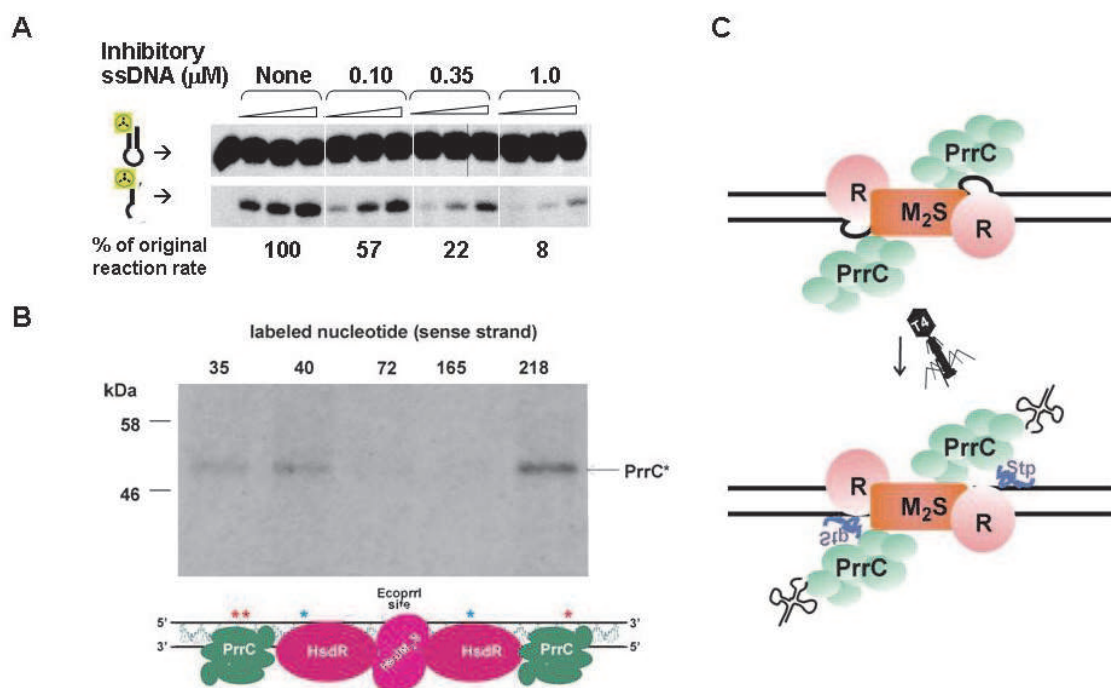 A
Inhibitory
ssDNA (μM)
None 0.10 0.35 1.0
% of original
reaction rate
100 57 22 8
B
labeled nucleotide (sense strand)
35 40 72 165 218
kDa
58
46
PrrC*
Ecoprrl
site
** * * *
5' 3'
3' 5'
PrrC HsdR HsdR PrrC
C
PrrC
R
M₂S
R
PrrC
T4
PrrC
Stp
R
M₂S
R
Stp
PrrC